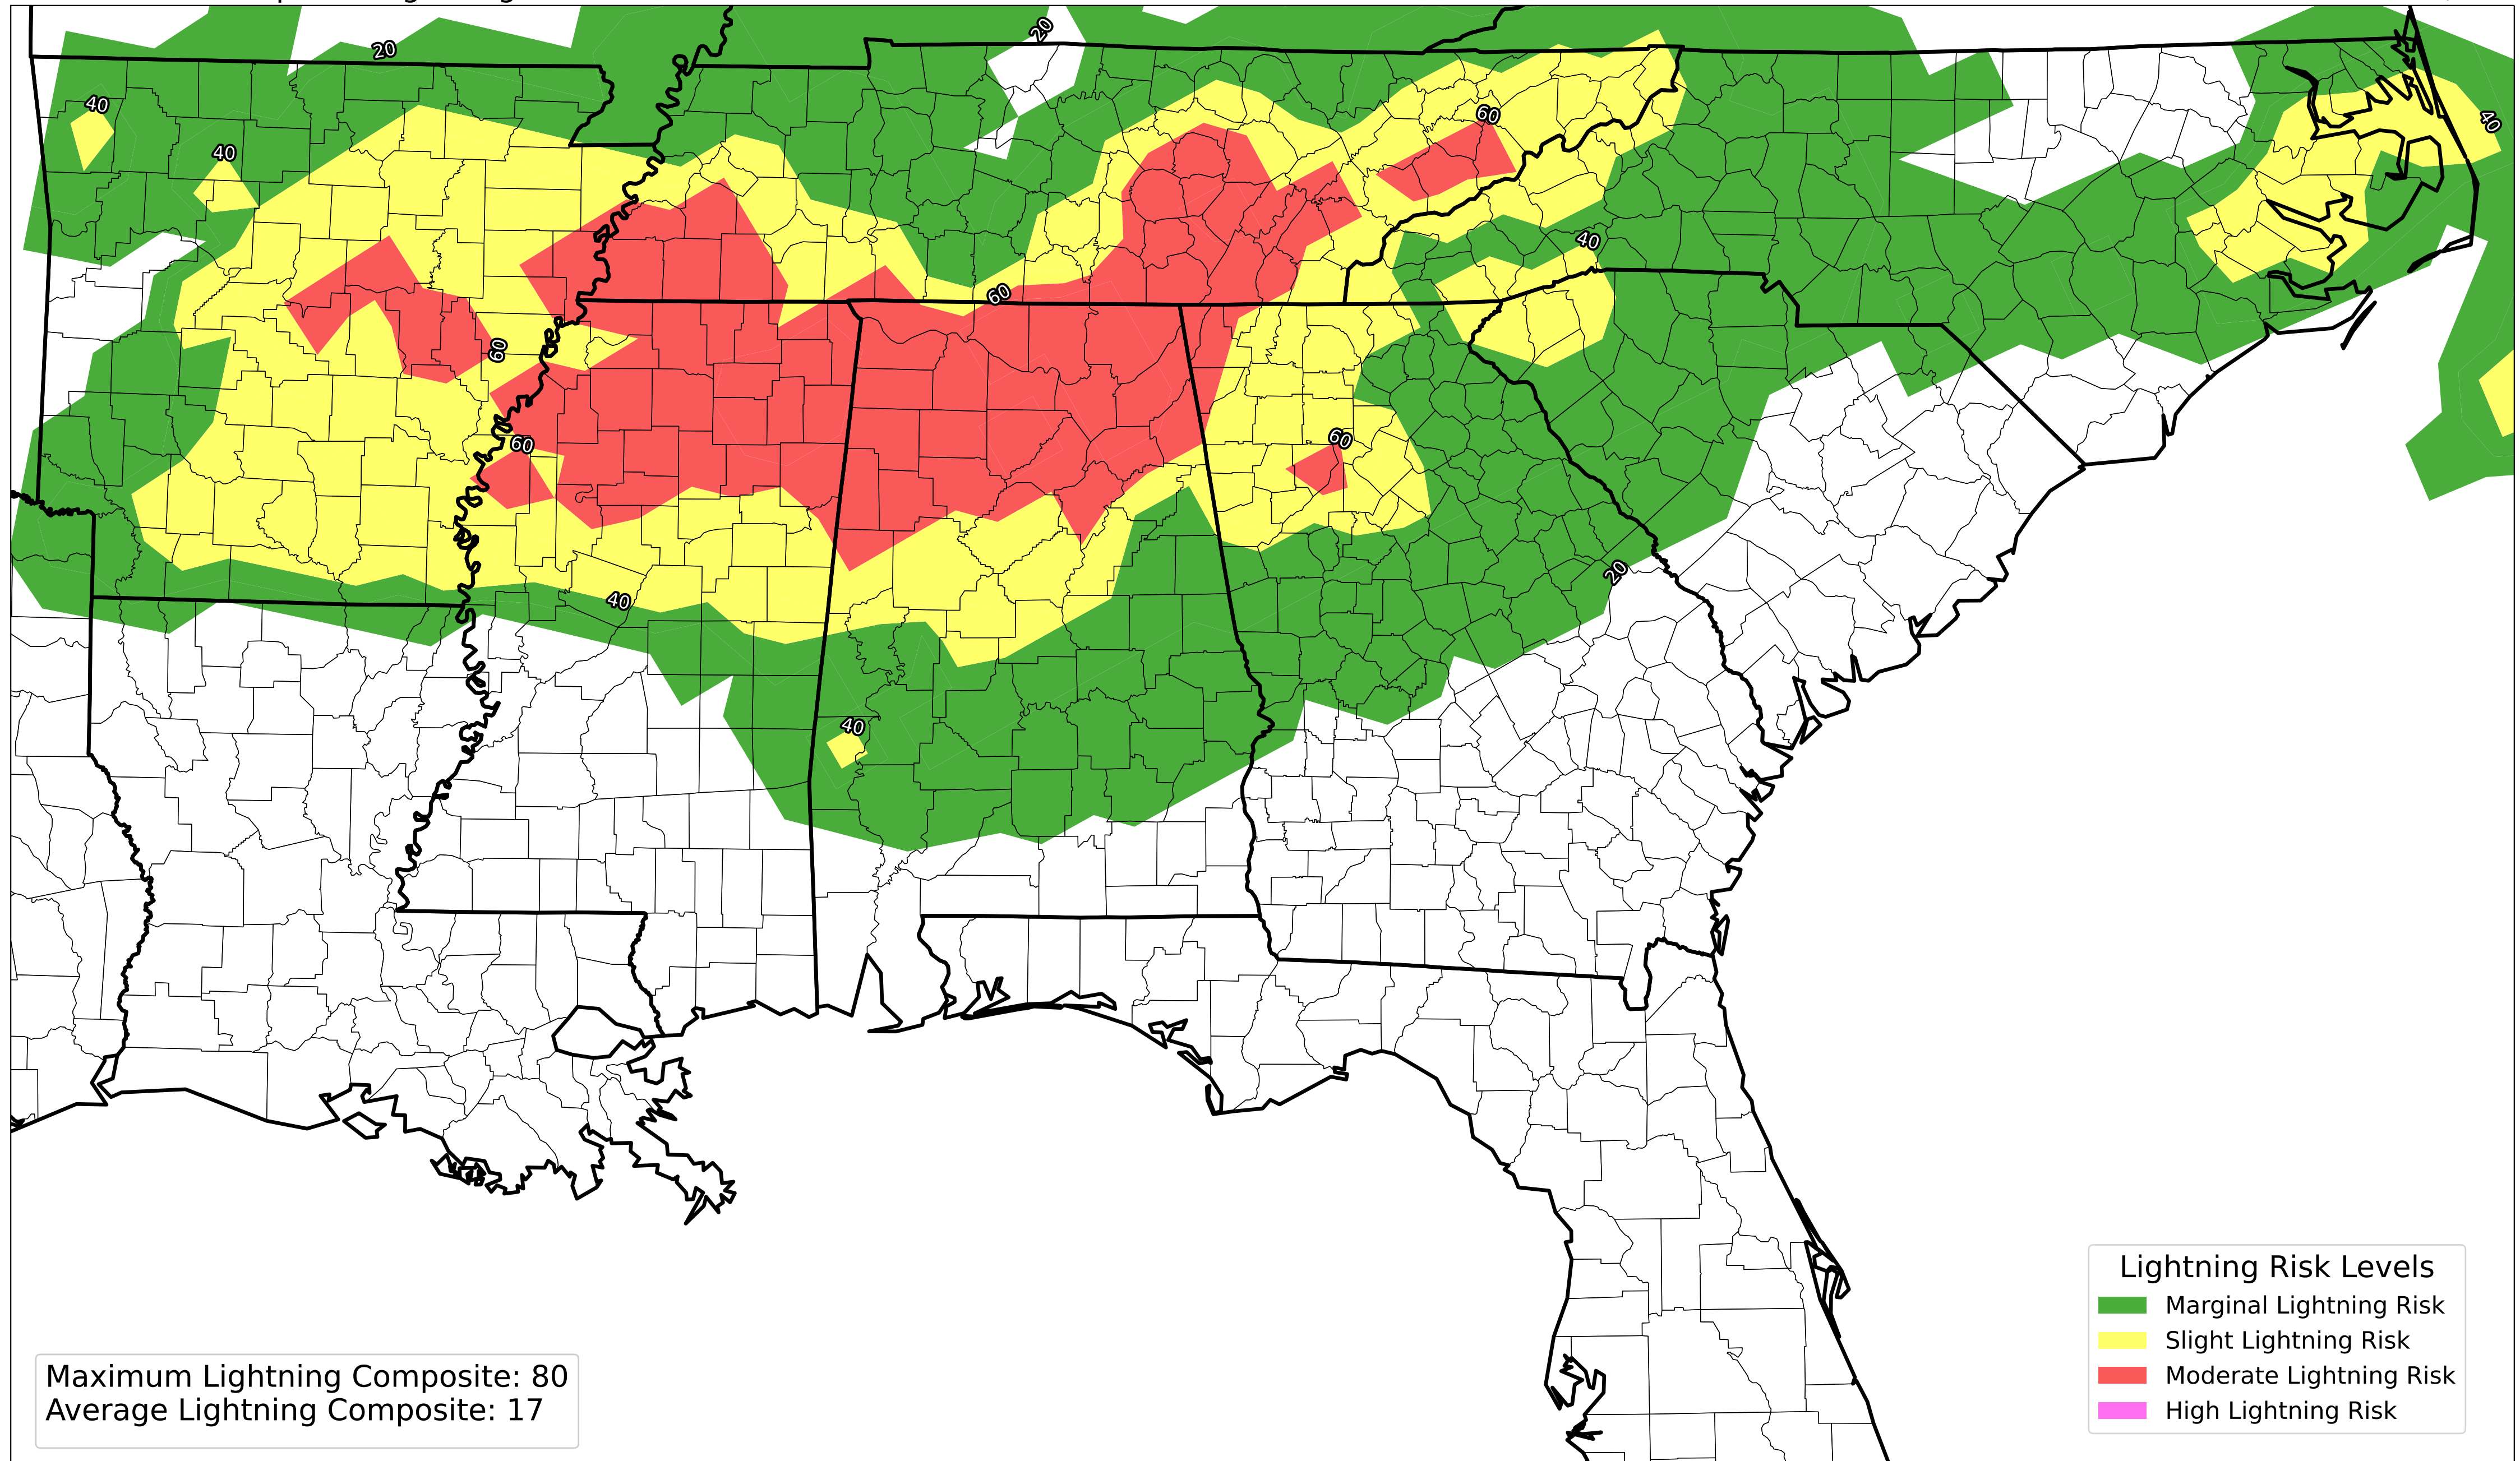 20
20
40
40
60
40
40
60
60
60
60
20
40
40
Lightning Risk Levels
Marginal Lightning Risk
Slight Lightning Risk
Moderate Lightning Risk
High Lightning Risk
Maximum Lightning Composite: 80
Average Lightning Composite: 17